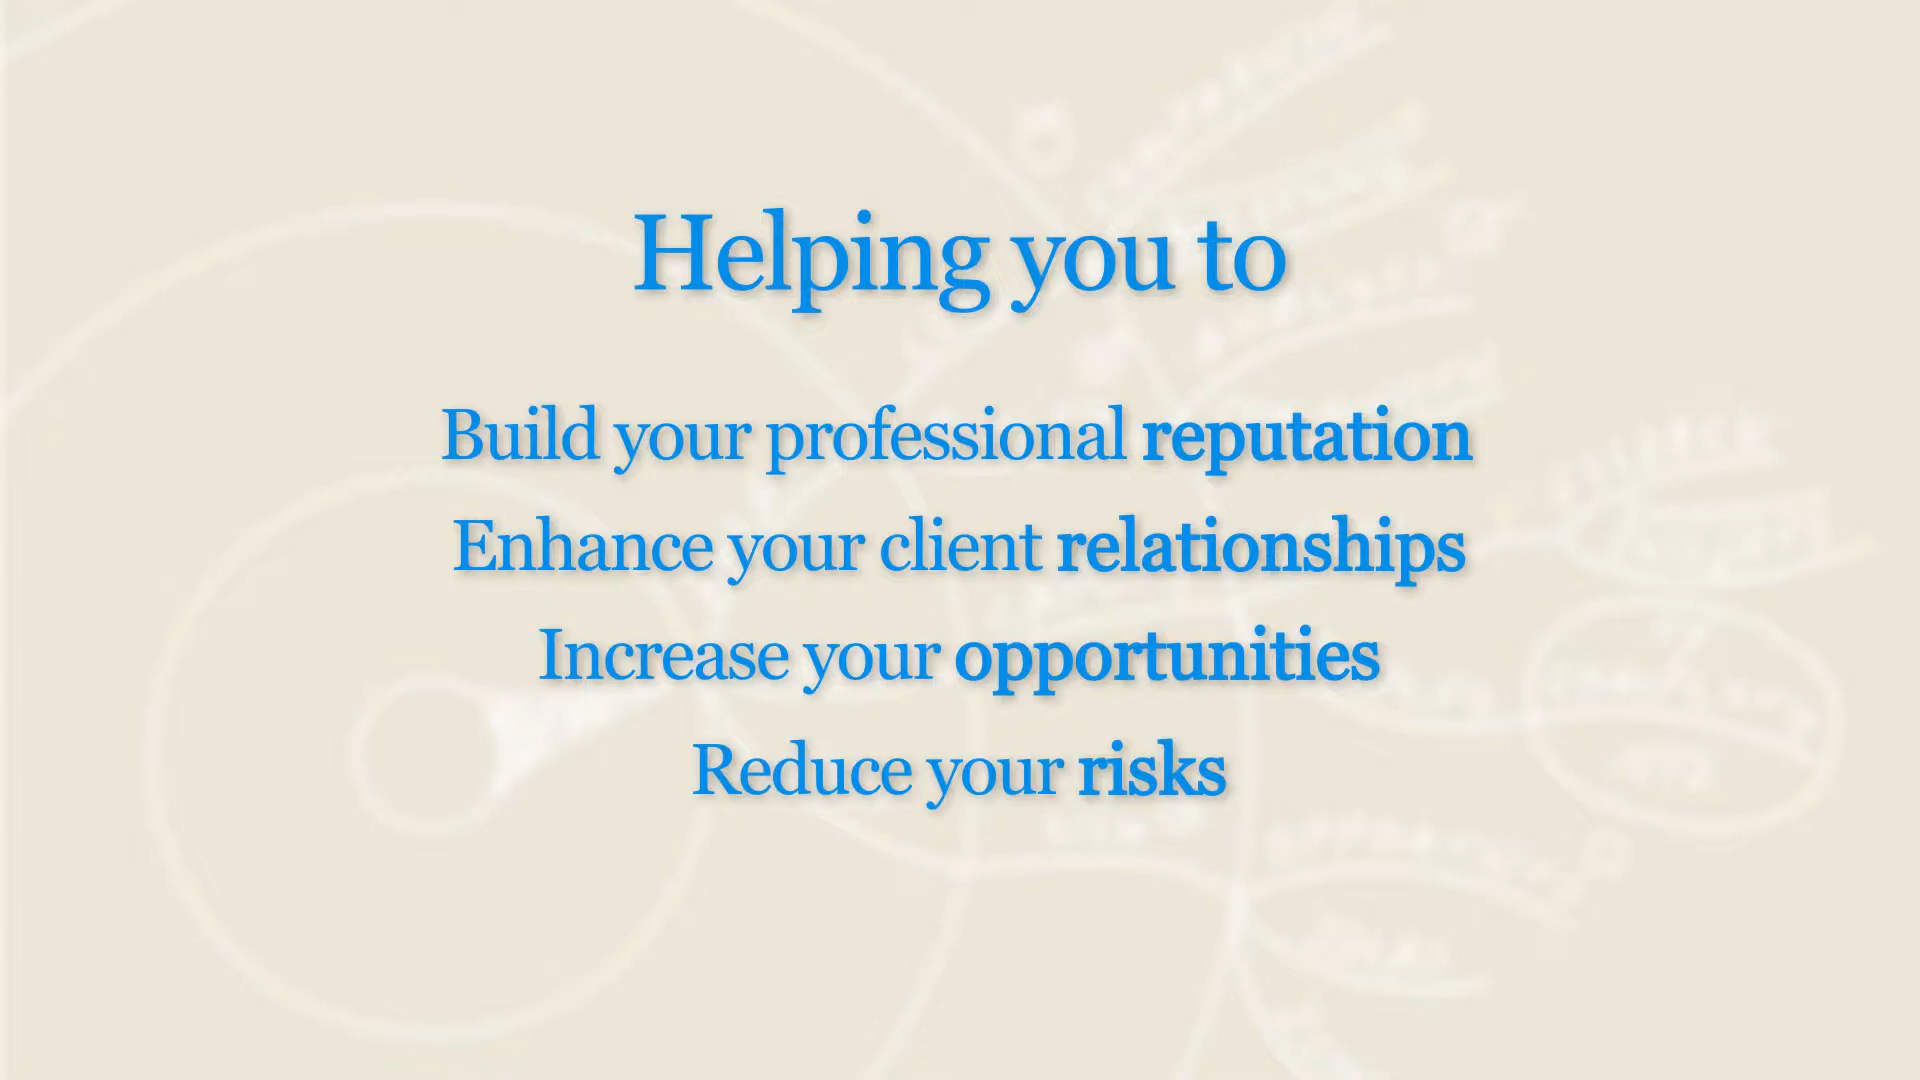 Helping you to
Build your professional reputation
Enhance your client relationships
Increase your opportunities
Reduce your risks